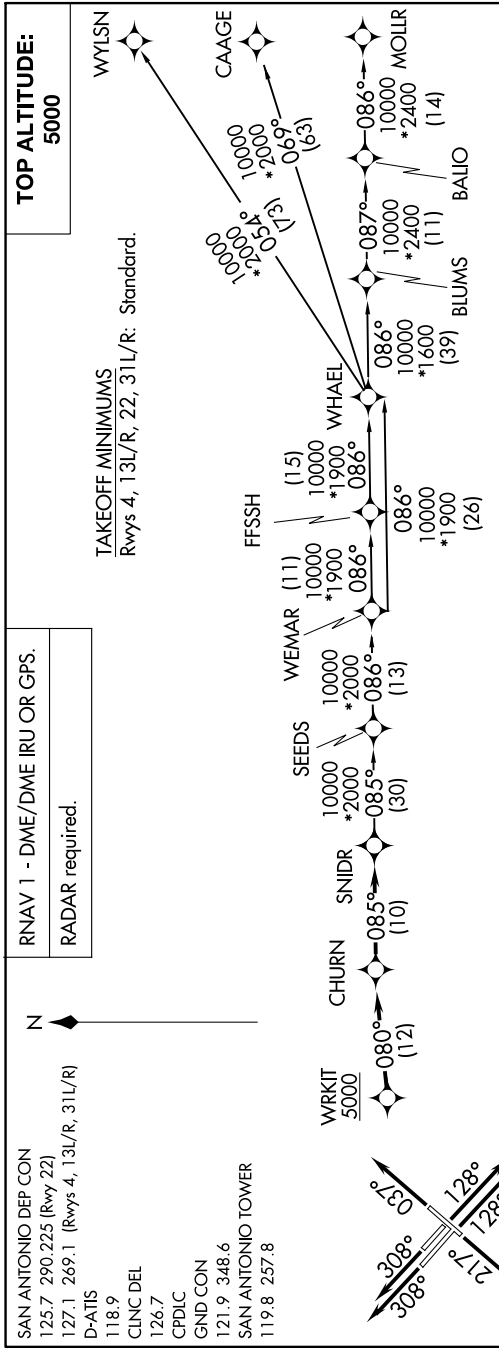 SAN ANTONIO DEP CON
125.7 290.225 (Rwy 22)
127.1 269.1 (Rwys 4, 13L/R, 31L/R)
D-ATIS
118.9
CLNC DEL
126.7
CPDLC
GND CON
121.9 348.6
SAN ANTONIO TOWER
119.8 257.8
N
RNAV 1 - DME/DME IRU OR GPS.
RADAR required.
TOP ALTITUDE:
5000
TAKEOFF MINIMUMS
Rwys 4, 13L/R, 22, 31L/R: Standard.
308°
308°
037°
217°
128°
128°
WRKIT
5000
080°
(12)
CHURN
085°
(10)
SNIDR
10000
*2000
085°
(30)
SEEDS
10000
*2000
086°
(13)
WEMAR
(11)
10000
*1900
086°
FFSSH
(15)
10000
*1900
086°
086°
10000
*1900
(26)
WHAEL
10000
*2000
054°
(73)
WYLSN
10000
*2000
069°
(63)
CAAGE
086°
10000
*1600
(39)
BLUMS
087°
10000
*2400
(11)
BALIO
086°
10000
*2400
(14)
MOLLR